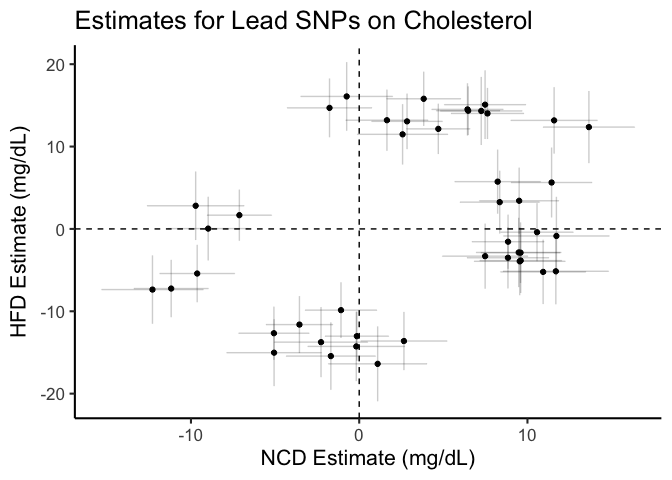 Estimates for Lead SNPs on Cholesterol
20
10
0
-10
-20
HFD Estimate (mg/dL)
-10
0
10
NCD Estimate (mg/dL)